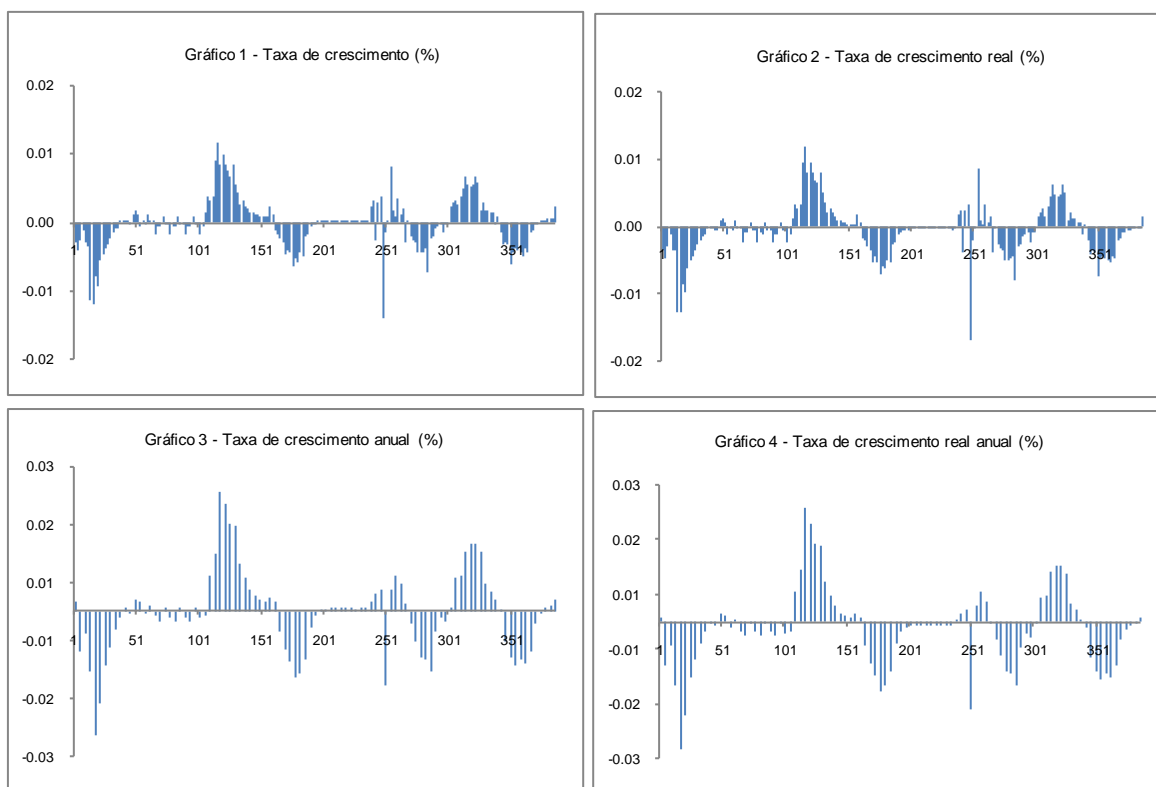 Gráfico 1 - Taxa de crescimento (%)
0.02
0.01
0.00
-0.01
-0.02
1 51 101 151 201 251 301 351
Gráfico 2 - Taxa de crescimento real (%)
0.02
0.01
0.00
-0.01
-0.02
1 51 101 151 201 251 301 351
Gráfico 3 - Taxa de crescimento anual (%)
0.03
0.02
0.01
-0.01
-0.02
-0.03
1 51 101 151 201 251 301 351
Gráfico 4 - Taxa de crescimento real anual (%)
0.03
0.02
0.01
-0.01
-0.02
-0.03
1 51 101 151 201 251 301 351